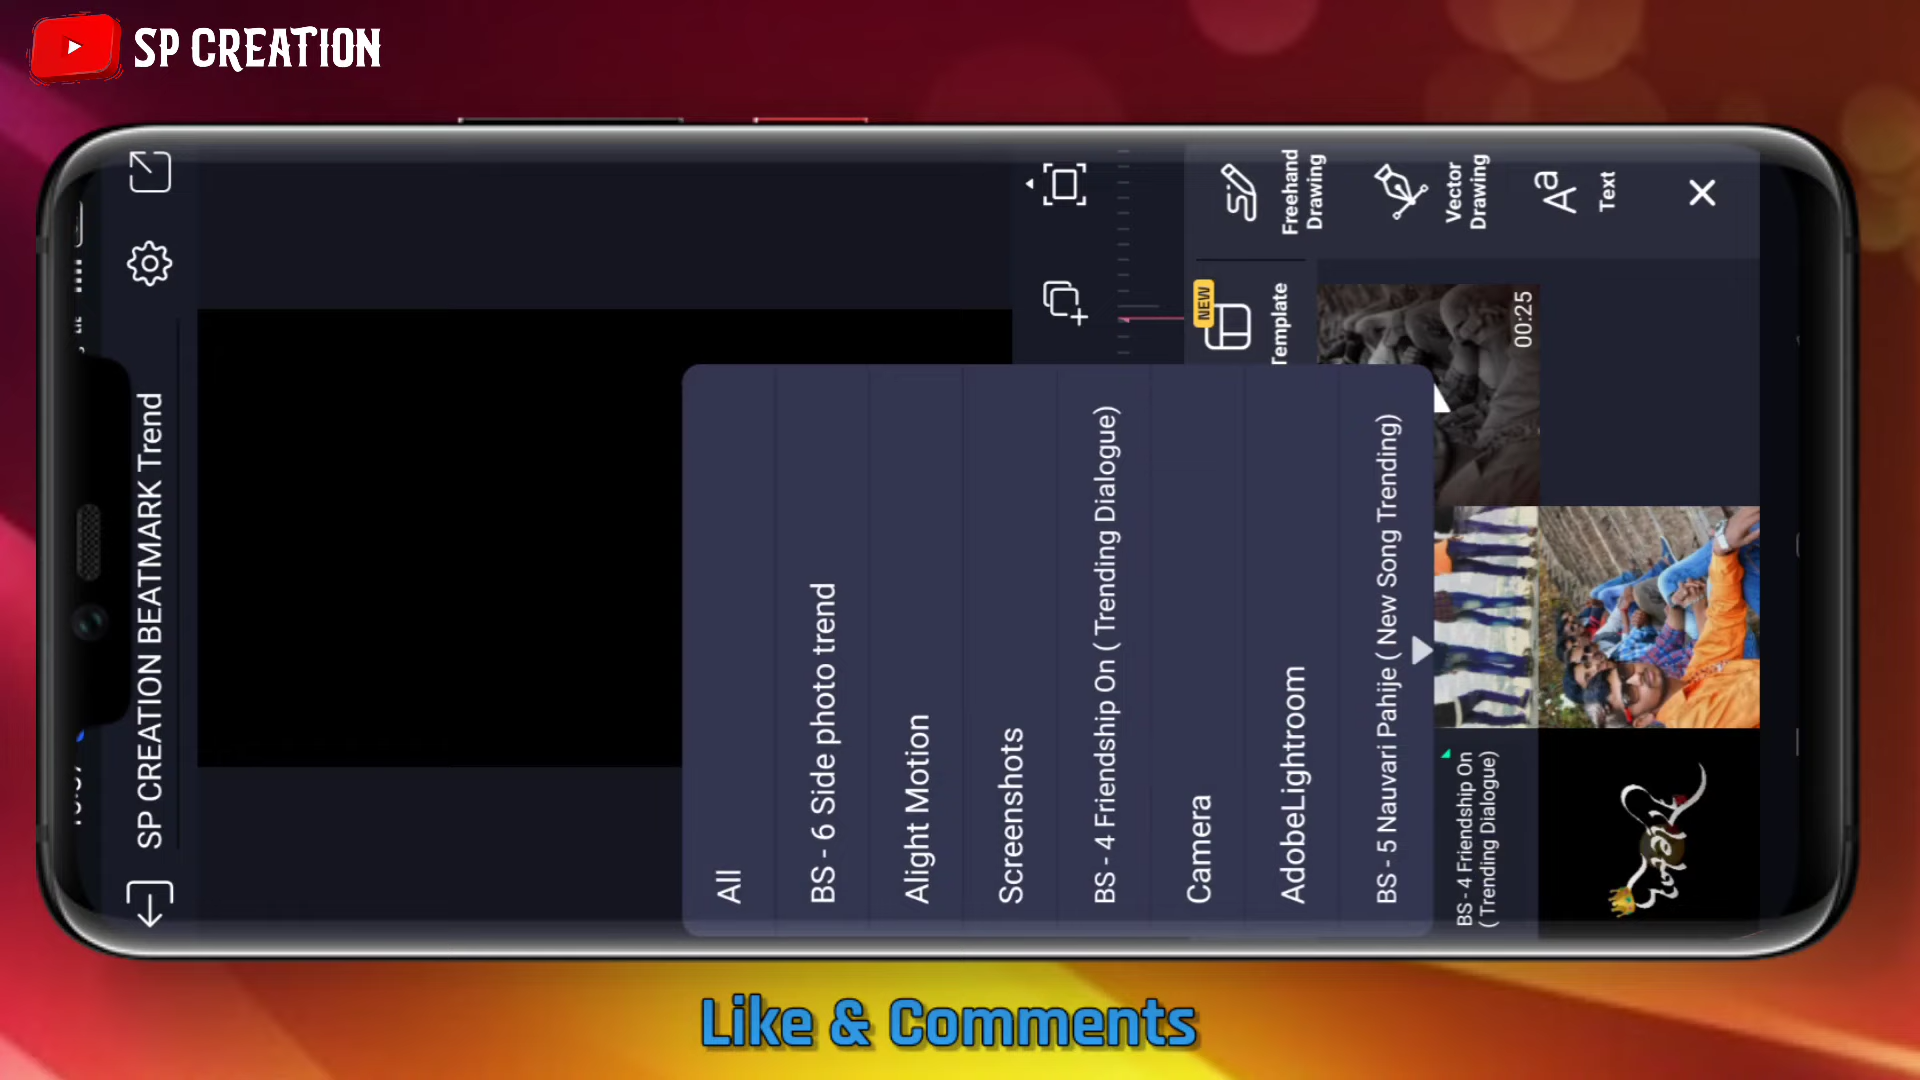 SP CREATION
SP CREATION BEATMARK Trend
Freehand
Drawing
Vector
Drawing
Aa
Text
NEW
Template
00:25
All
BS - 6 Side photo trend
Alight Motion
Screenshots
BS - 4 Friendship On ( Trending Dialogue)
Camera
AdobeLightroom
BS - 5 Nauvari Pahije ( New Song Trending)
BS - 4 Friendship On
( Trending Dialogue)
Like & Comments